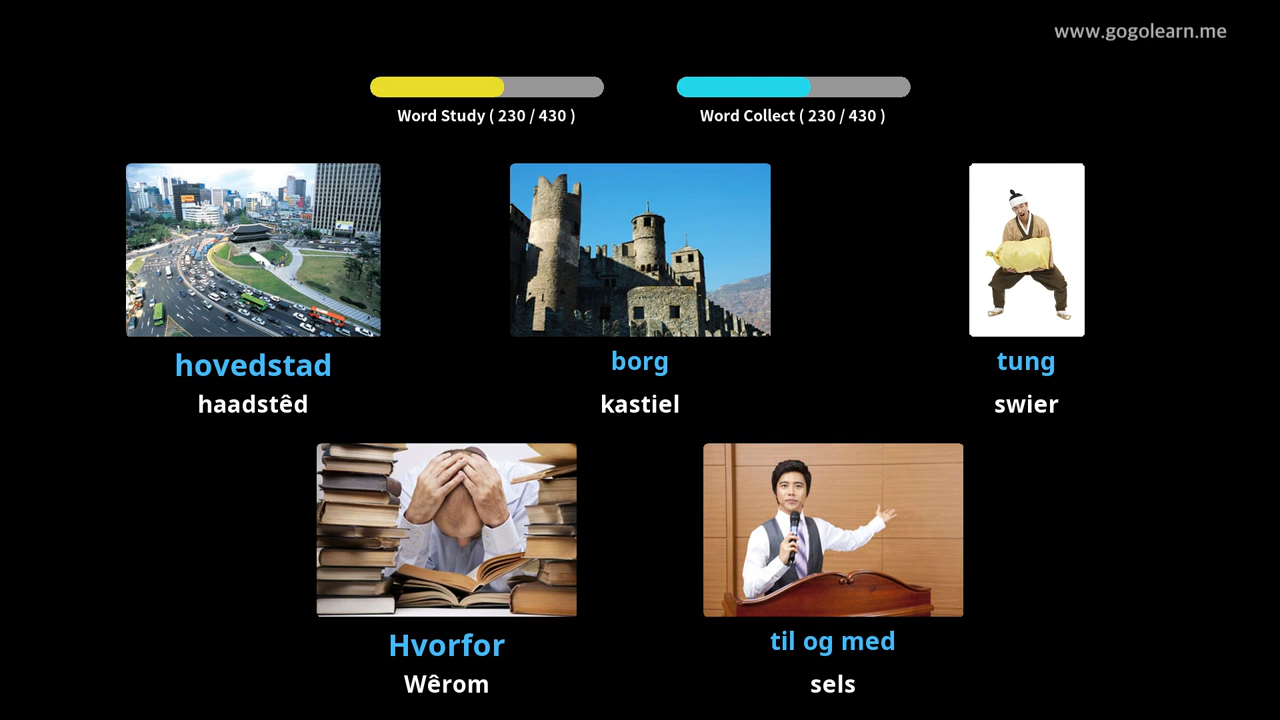 www.gogolearn.me
Word Study ( 230 / 430 )
Word Collect ( 230 / 430 )
hovedstad
haadstêd
borg
kastiel
tung
swier
Hvorfor
Wêrom
til og med
sels